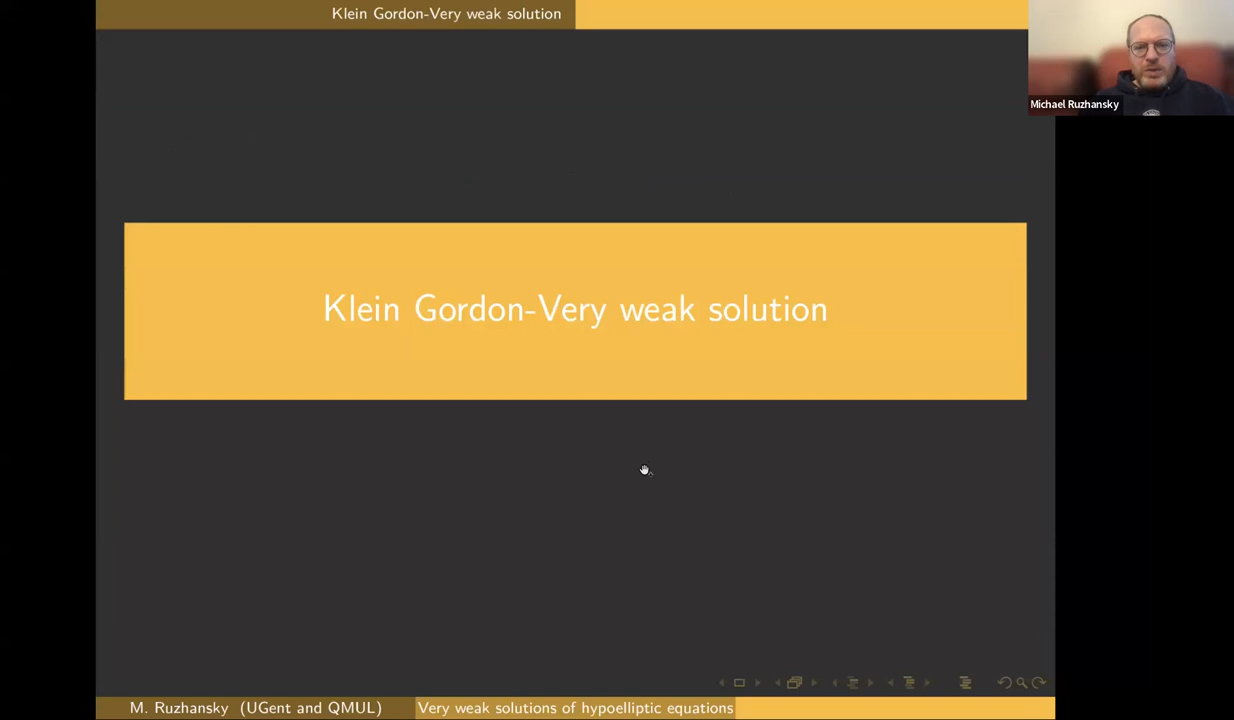 Klein Gordon-Very weak solution
Michael Ruzhansky
Klein Gordon-Very weak solution
M. Ruzhansky (UGent and QMUL)
Very weak solutions of hypoelliptic equations